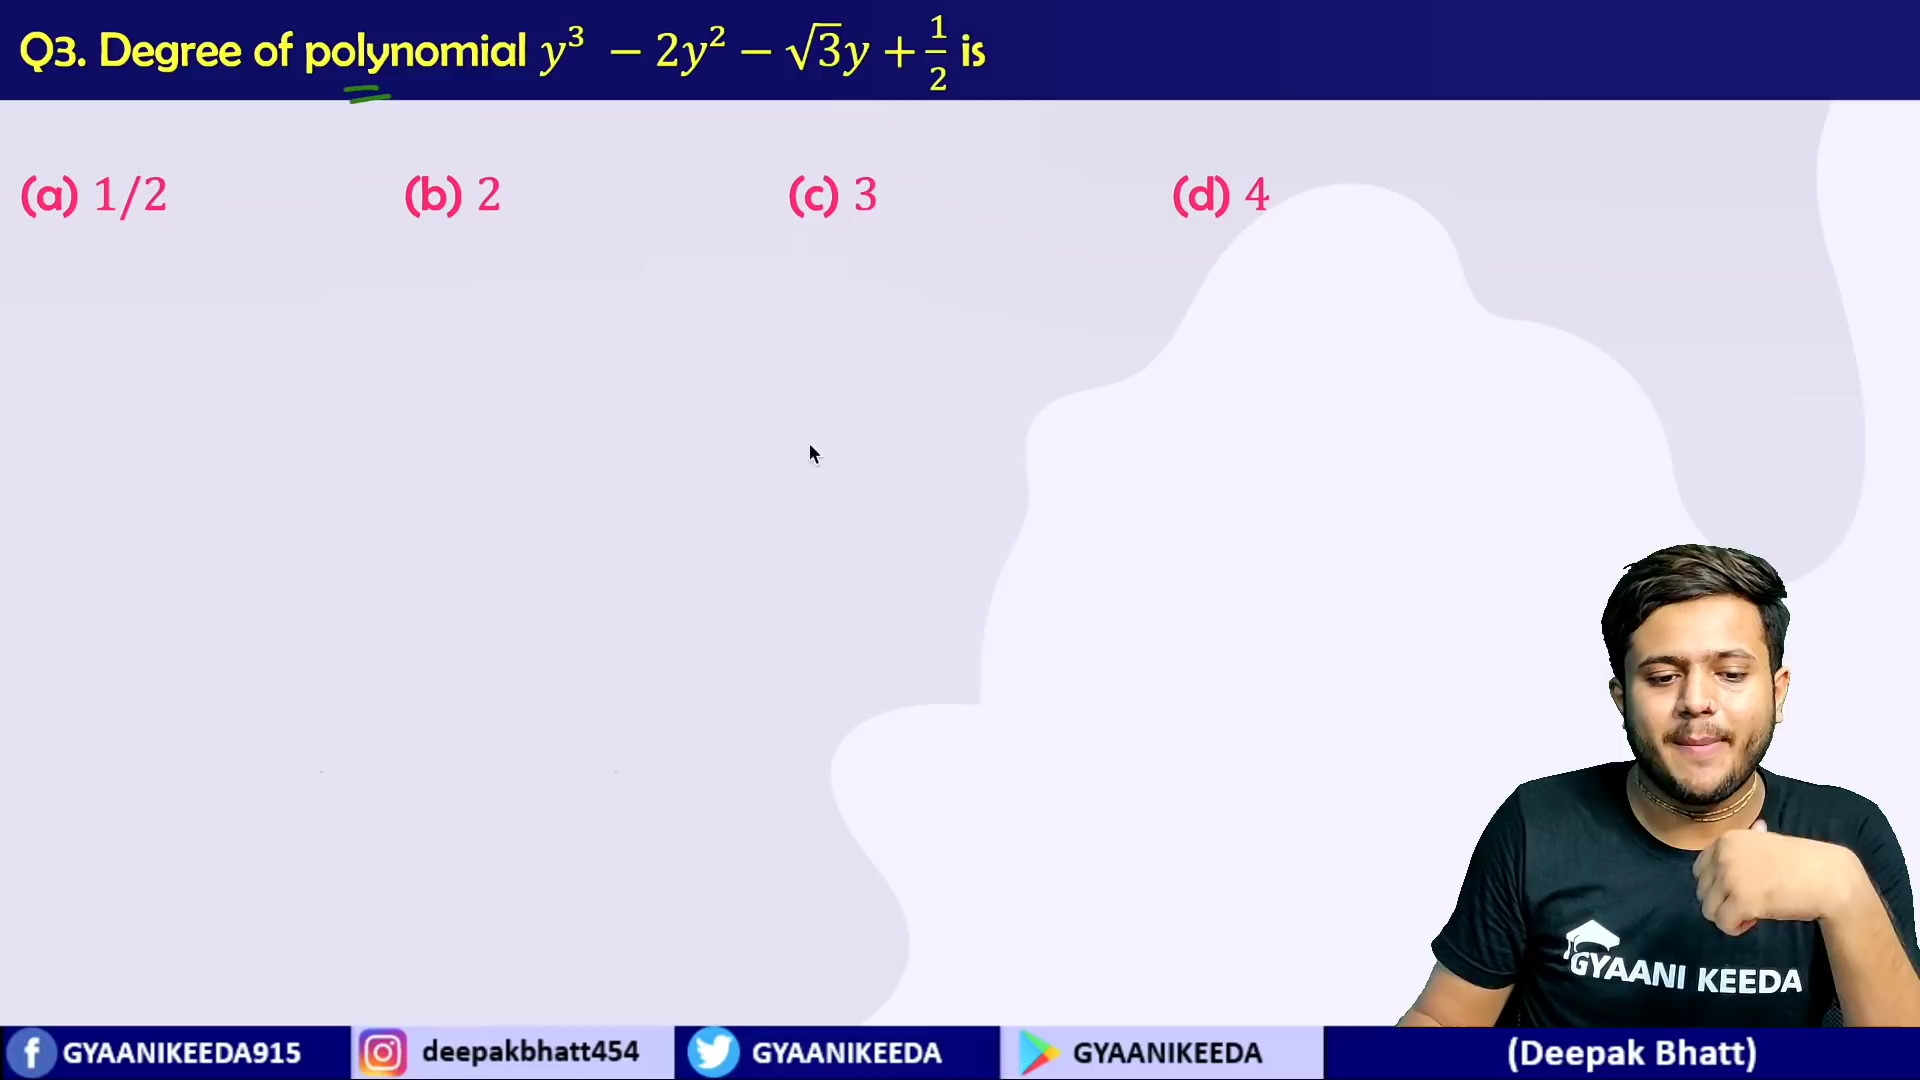 Q3. Degree of polynomial y³ − 2y² − √3y + 1/2 is
(a) 1/2 (b) 2 (c) 3 (d) 4
GYAANI KEEDA
GYAANIKEEDA915 deepakbhatt454 GYAANIKEEDA GYAANIKEEDA (Deepak Bhatt)